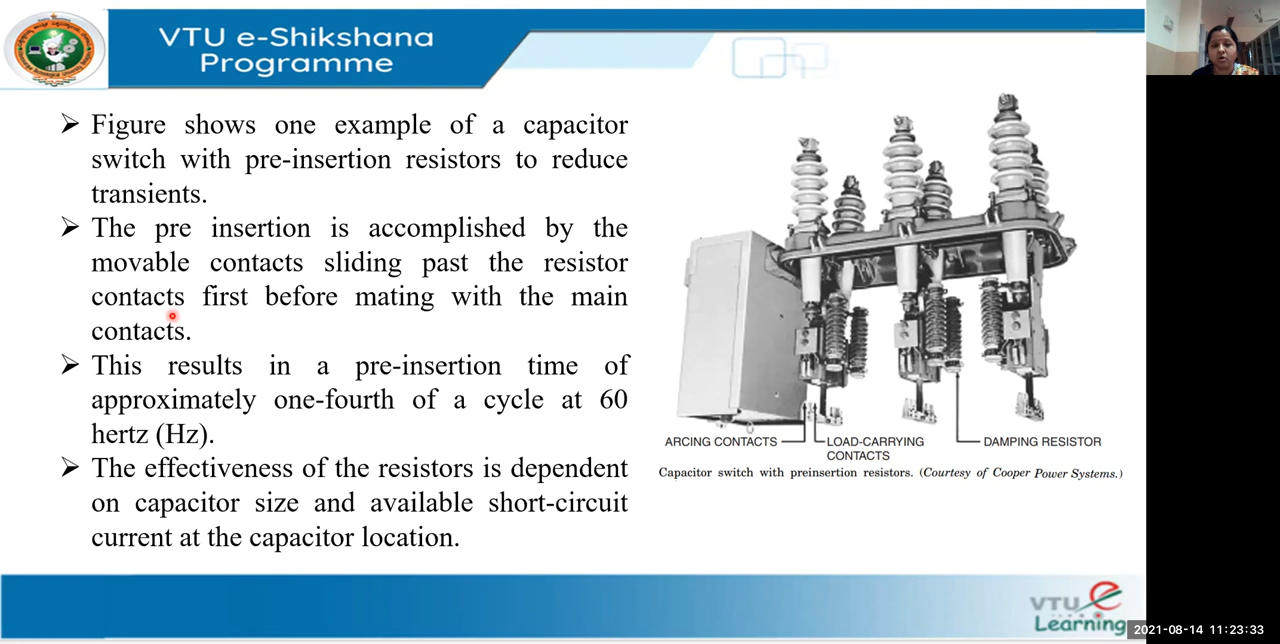 VTU e-Shikshana
Programme
➢ Figure shows one example of a capacitor
switch with pre-insertion resistors to reduce
transients.
➢ The pre insertion is accomplished by the
movable contacts sliding past the resistor
contacts first before mating with the main
contacts.
➢ This results in a pre-insertion time of
approximately one-fourth of a cycle at 60
hertz (Hz).
➢ The effectiveness of the resistors is dependent
on capacitor size and available short-circuit
current at the capacitor location.
ARCING CONTACTS
LOAD-CARRYING
CONTACTS
DAMPING RESISTOR
Capacitor switch with preinsertion resistors. (Courtesy of Cooper Power Systems.)
VTU e
Learning
2021-08-14 11:23:33